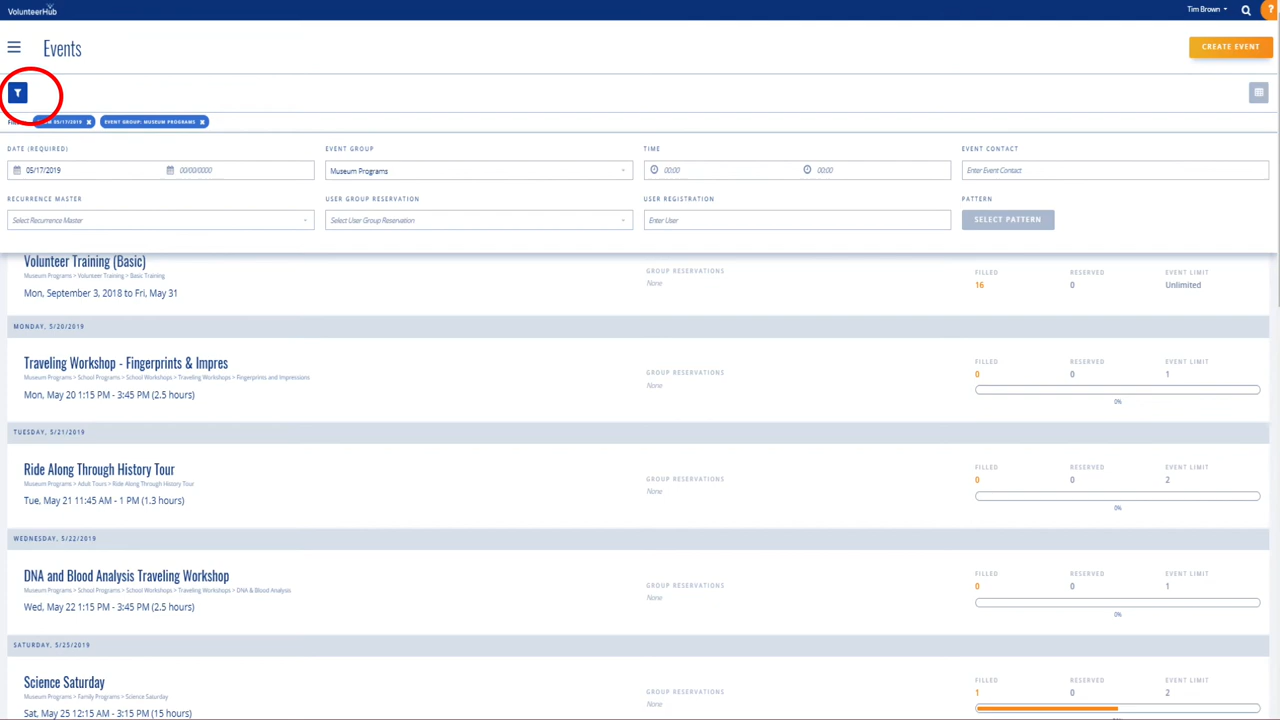 VolunteerHub
Tim Brown
?
Events
CREATE EVENT
05/17/2019 × EVENT GROUP: MUSEUM PROGRAMS ×
DATE (REQUIRED) EVENT GROUP TIME EVENT CONTACT
05/17/2019 00/00/0000 Museum Programs 00:00 00:00 Enter Event Contact
RECURRENCE MASTER USER GROUP RESERVATION USER REGISTRATION PATTERN
Select Recurrence Master Select User Group Reservation Enter User SELECT PATTERN
Volunteer Training (Basic)
Museum Programs > Volunteer Training > Basic Training
Mon, September 3, 2018 to Fri, May 31
GROUP RESERVATIONS
None
FILLED RESERVED EVENT LIMIT
16 0 Unlimited
MONDAY, 5/20/2019
Traveling Workshop - Fingerprints & Impres
Museum Programs > School Programs > School Workshops > Traveling Workshops > Fingerprints and Impressions
Mon, May 20 1:15 PM - 3:45 PM (2.5 hours)
GROUP RESERVATIONS
None
FILLED RESERVED EVENT LIMIT
0 0 1
0%
TUESDAY, 5/21/2019
Ride Along Through History Tour
Museum Programs > Adult Tours > Ride Along Through History Tour
Tue, May 21 11:45 AM - 1 PM (1.3 hours)
GROUP RESERVATIONS
None
FILLED RESERVED EVENT LIMIT
0 0 2
0%
WEDNESDAY, 5/22/2019
DNA and Blood Analysis Traveling Workshop
Museum Programs > School Programs > School Workshops > Traveling Workshops > DNA & Blood Analysis
Wed, May 22 1:15 PM - 3:45 PM (2.5 hours)
GROUP RESERVATIONS
None
FILLED RESERVED EVENT LIMIT
0 0 1
0%
SATURDAY, 5/25/2019
Science Saturday
Museum Programs > Family Programs > Science Saturday
Sat, May 25 12:15 AM - 3:15 PM (15 hours)
GROUP RESERVATIONS
None
FILLED RESERVED EVENT LIMIT
1 0 2